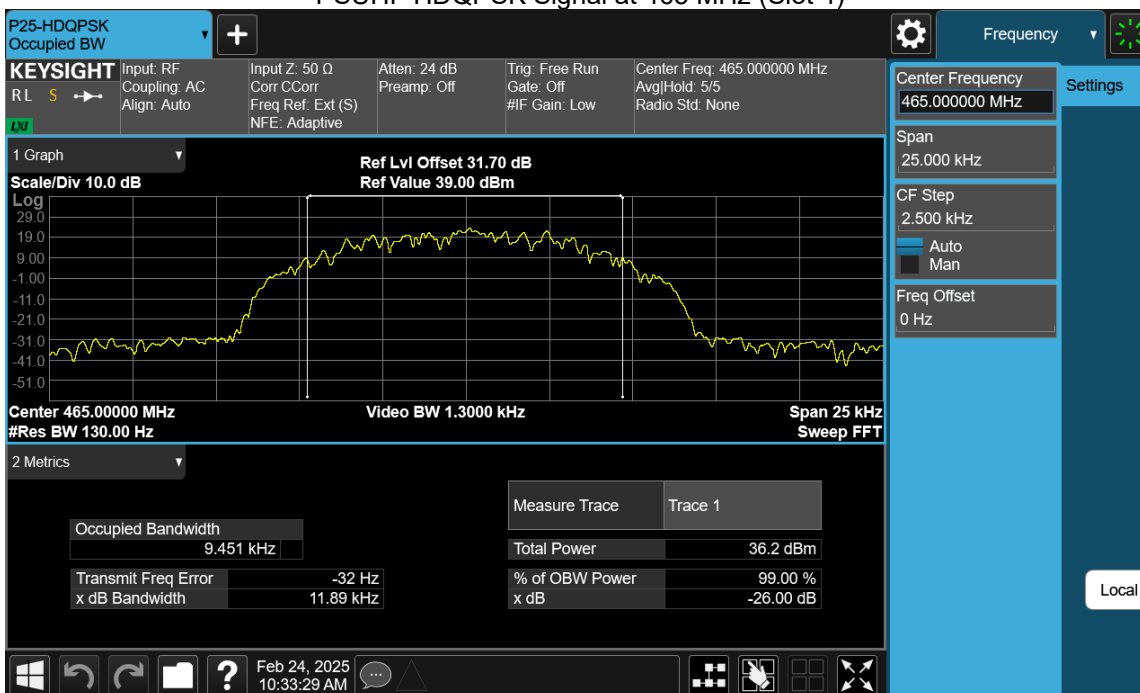 P25-HDQPSK
Occupied BW
Frequency
KEYSIGHT
Input: RF
Input Z: 50 Ω
Atten: 24 dB
Trig: Free Run
Center Freq: 465.000000 MHz
R L S
Coupling: AC
Corr CCorr
Preamp: Off
Gate: Off
Avg|Hold: 5/5
Align: Auto
Freq Ref: Ext (S)
#IF Gain: Low
Radio Std: None
LXI
NFE: Adaptive
Center Frequency
465.000000 MHz
Settings
Span
25.000 kHz
CF Step
2.500 kHz
Auto
Man
Freq Offset
0 Hz
Local
1 Graph
Ref Lvl Offset 31.70 dB
Scale/Div 10.0 dB
Ref Value 39.00 dBm
Log
29.0
19.0
9.00
-1.00
-11.0
-21.0
-31.0
-41.0
-51.0
Center 465.00000 MHz
Video BW 1.3000 kHz
Span 25 kHz
#Res BW 130.00 Hz
Sweep FFT
2 Metrics
Measure Trace
Trace 1
Occupied Bandwidth
9.451 kHz
Total Power
36.2 dBm
Transmit Freq Error
-32 Hz
% of OBW Power
99.00 %
x dB Bandwidth
11.89 kHz
x dB
-26.00 dB
?
Feb 24, 2025
10:33:29 AM